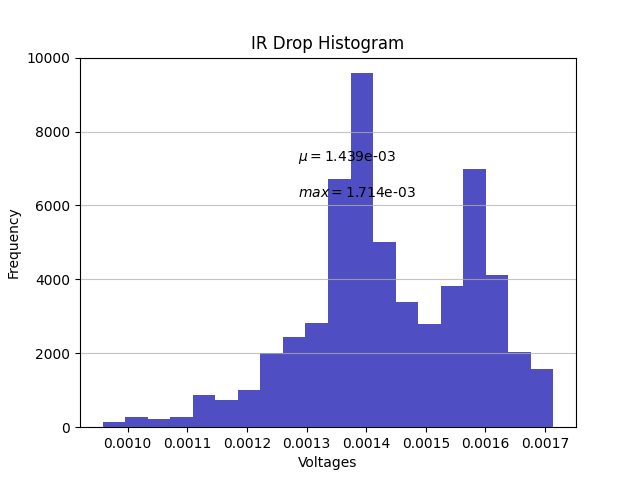 IR Drop Histogram
10000
8000
6000
4000
2000
0
Frequency
μ = 1.439e-03
max = 1.714e-03
0.0010 0.0011 0.0012 0.0013 0.0014 0.0015 0.0016 0.0017
Voltages